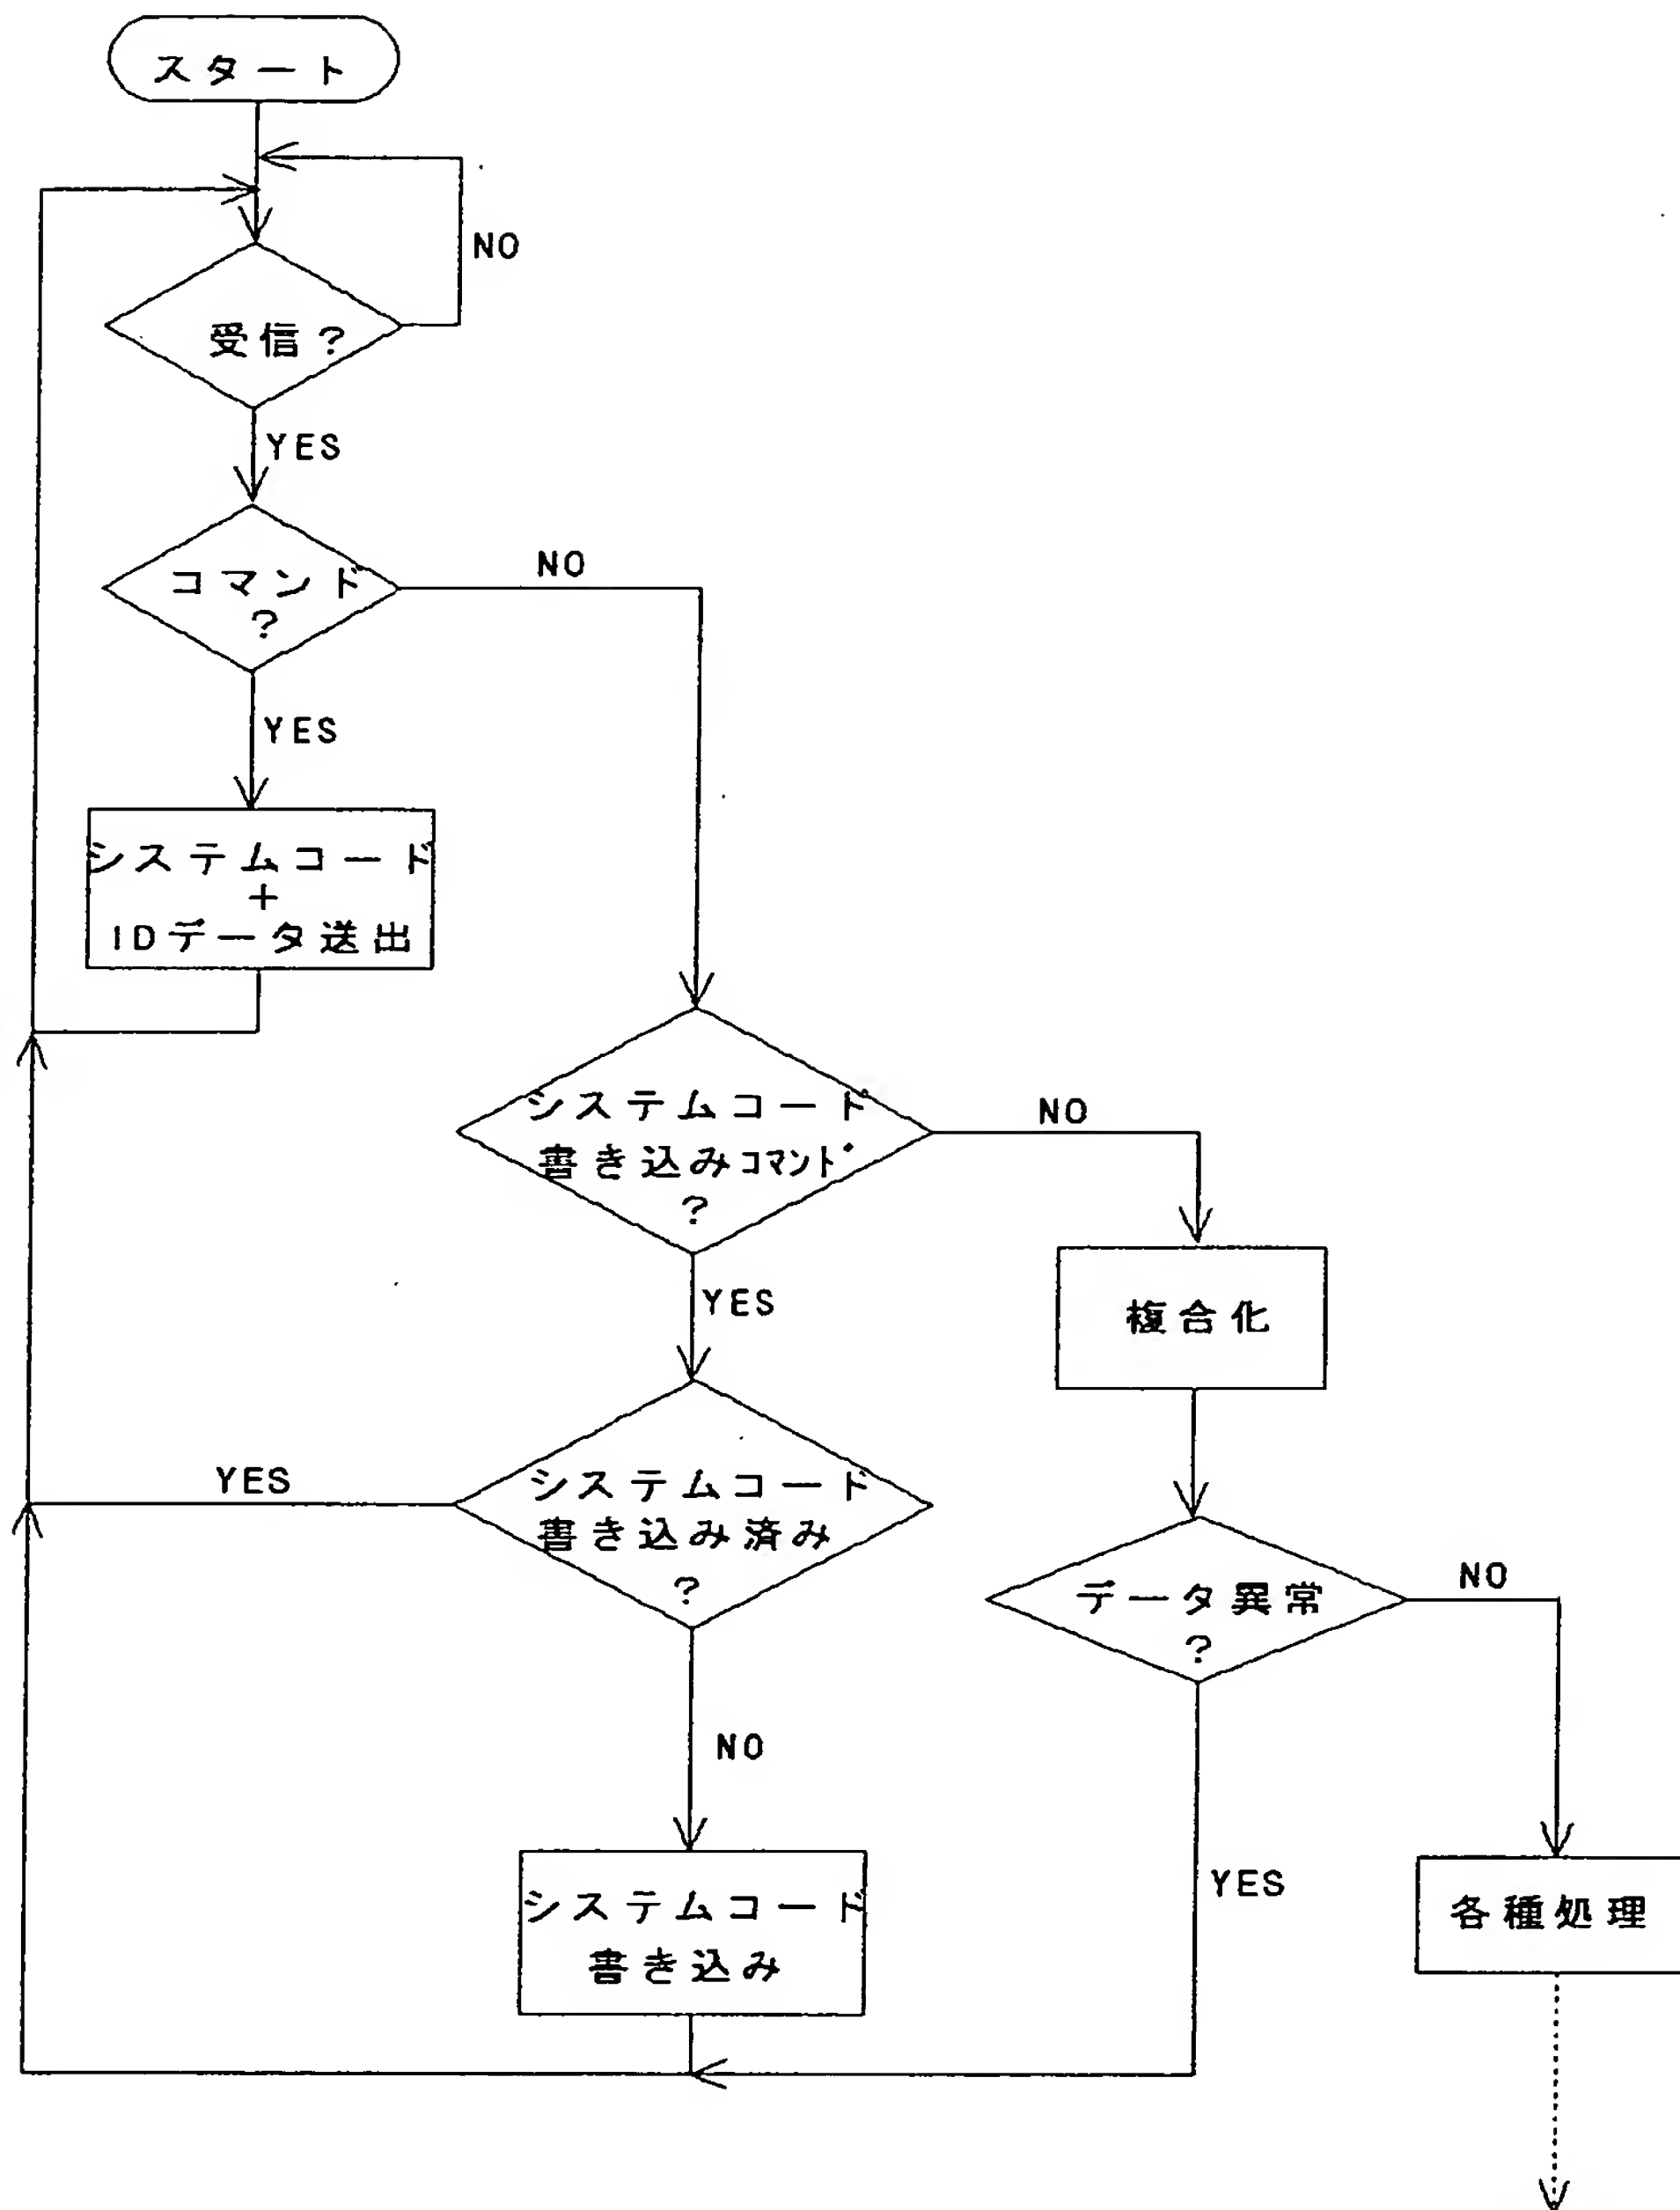 スタート
NO
受信?
YES
コマンド
?
NO
YES
システムコード
+
IDデータ送出
システムコード
書き込みコマンド
?
NO
YES
複合化
システムコード
書き込み済み
?
YES
データ異常
?
NO
NO
システムコード
書き込み
YES
各種処理